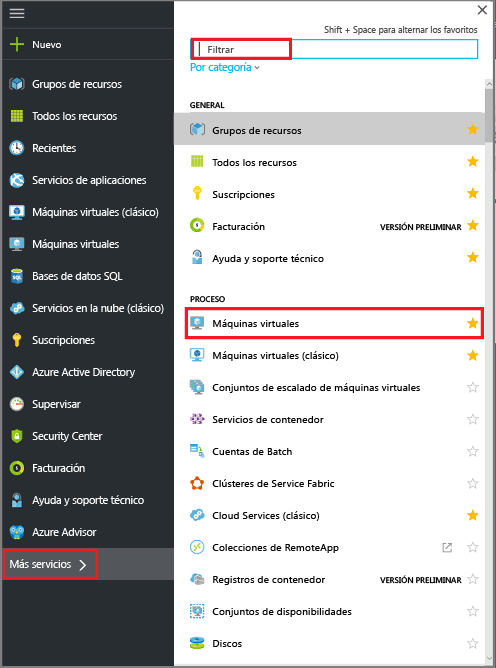 Nuevo
Grupos de recursos
Todos los recursos
Recientes
Servicios de aplicaciones
Máquinas virtuales (clásico)
Máquinas virtuales
Bases de datos SQL
Servicios en la nube (clásico)
Suscripciones
Azure Active Directory
Supervisar
Security Center
Facturación
Ayuda y soporte técnico
Azure Advisor
Más servicios
Shift + Space para alternar los favoritos
Filtrar
Por categoría
GENERAL
Grupos de recursos
Todos los recursos
Suscripciones
Facturación VERSIÓN PRELIMINAR
Ayuda y soporte técnico
PROCESO
Máquinas virtuales
Máquinas virtuales (clásico)
Conjuntos de escalado de máquinas virtuales
Servicios de contenedor
Cuentas de Batch
Clústeres de Service Fabric
Cloud Services (clásico)
Colecciones de RemoteApp
Registros de contenedor VERSIÓN PRELIMINAR
Conjuntos de disponibilidades
Discos